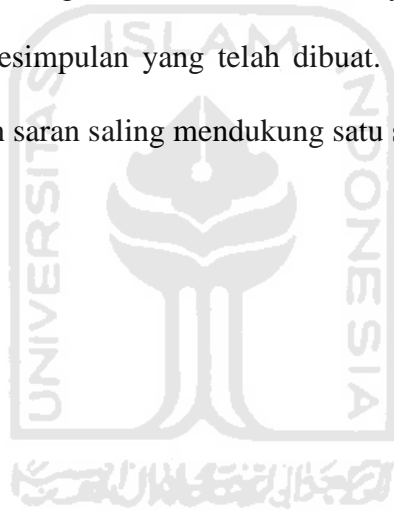 esimpulan yang telah dibuat.
saran saling mendukung satu
ISLAM
UNIVERSITAS
INDONESIA